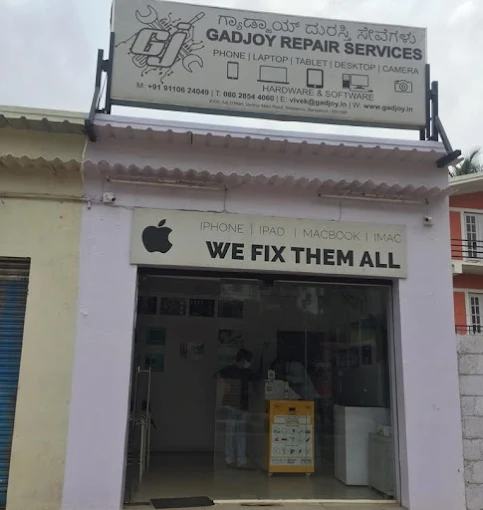 ಗ್ಯಾಡ್ಜಾಯ್ ದುರಸ್ತಿ ಸೇವೆಗಳು
GJ
GADJOY REPAIR SERVICES
PHONE | LAPTOP | TABLET | DESKTOP | CAMERA
HARDWARE & SOFTWARE
M: +91 91106 24049 | T: 080 2854 4060 | E: vivek@gadjoy.in | W: www.gadjoy.in
IPHONE | IPAD | MACBOOK | IMAC
WE FIX THEM ALL